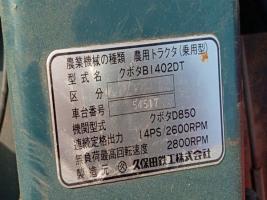 農業機械の種類 農用トラクタ(乗用型)
型式名 クボタB1402DT
区分
車台番号 54517
機関型式 クボタD850
連続定格出力 14PS/2600RPM
無負荷最高回転速度 2800RPM
製造元 久保田鉄工株式会社